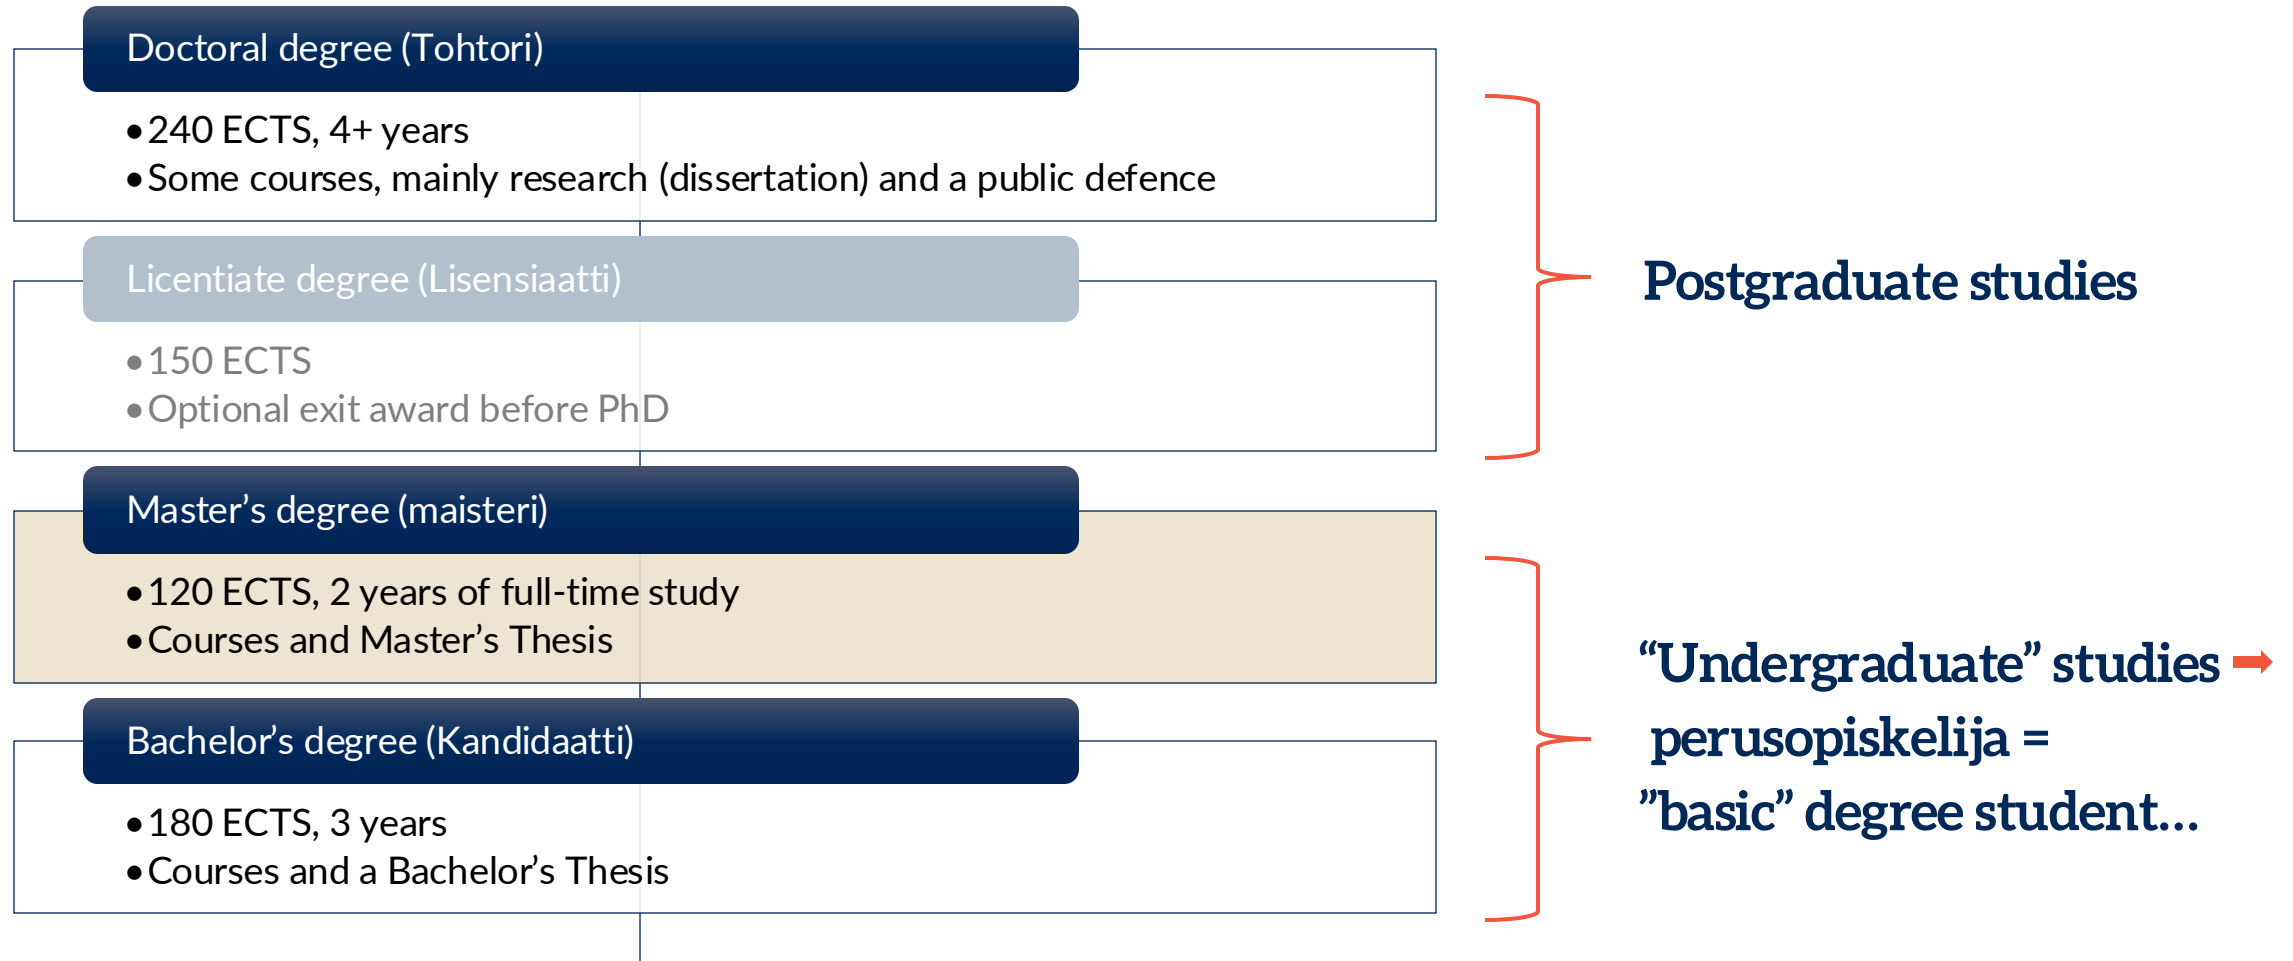 Doctoral degree (Tohtori)
•240 ECTS, 4+ years
•Some courses, mainly research (dissertation) and a public defence
Licentiate degree (Lisensiaatti)
•150 ECTS
•Optional exit award before PhD
Postgraduate studies
Master’s degree (maisteri)
•120 ECTS, 2 years of full-time study
•Courses and Master’s Thesis
Bachelor’s degree (Kandidaatti)
•180 ECTS, 3 years
•Courses and a Bachelor’s Thesis
“Undergraduate” studies
perusopiskelija =
”basic” degree student...